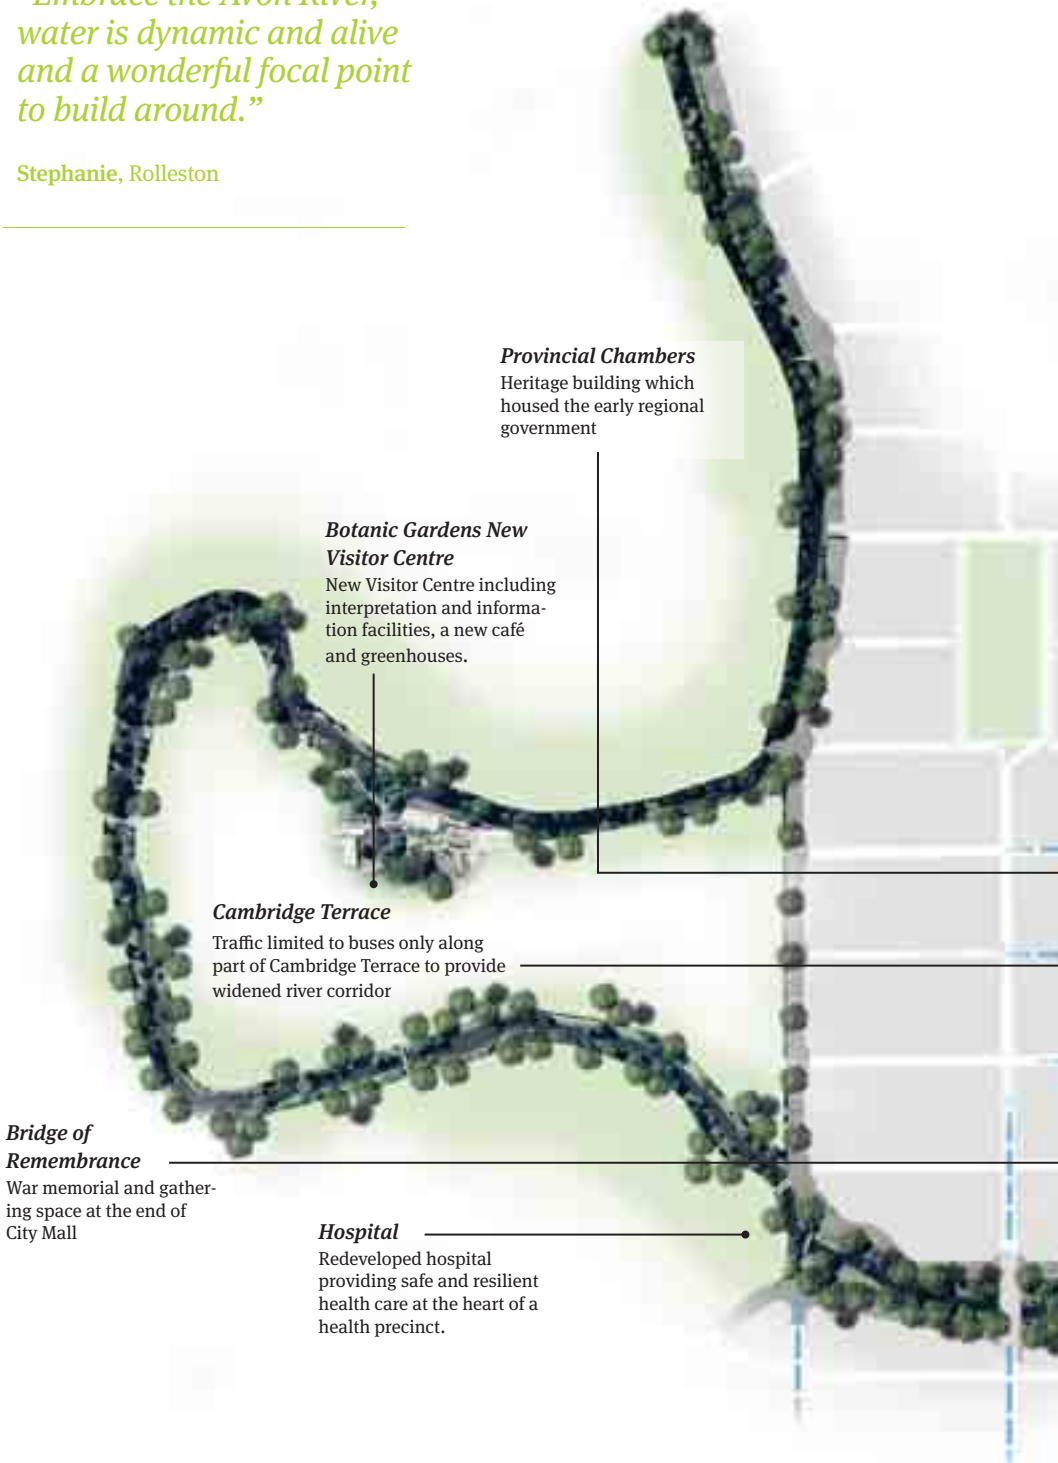 “Embrace the Avon River,
water is dynamic and alive
and a wonderful focal point
to build around.”
Stephanie, Rolleston
Provincial Chambers
Heritage building which
housed the early regional
government
Botanic Gardens New
Visitor Centre
New Visitor Centre including
interpretation and informa-
tion facilities, a new café
and greenhouses.
Cambridge Terrace
Traffic limited to buses only along
part of Cambridge Terrace to provide
widened river corridor
Bridge of
Remembrance
War memorial and gather-
ing space at the end of
City Mall
Hospital
Redeveloped hospital
providing safe and resilient
health care at the heart of a
health precinct.